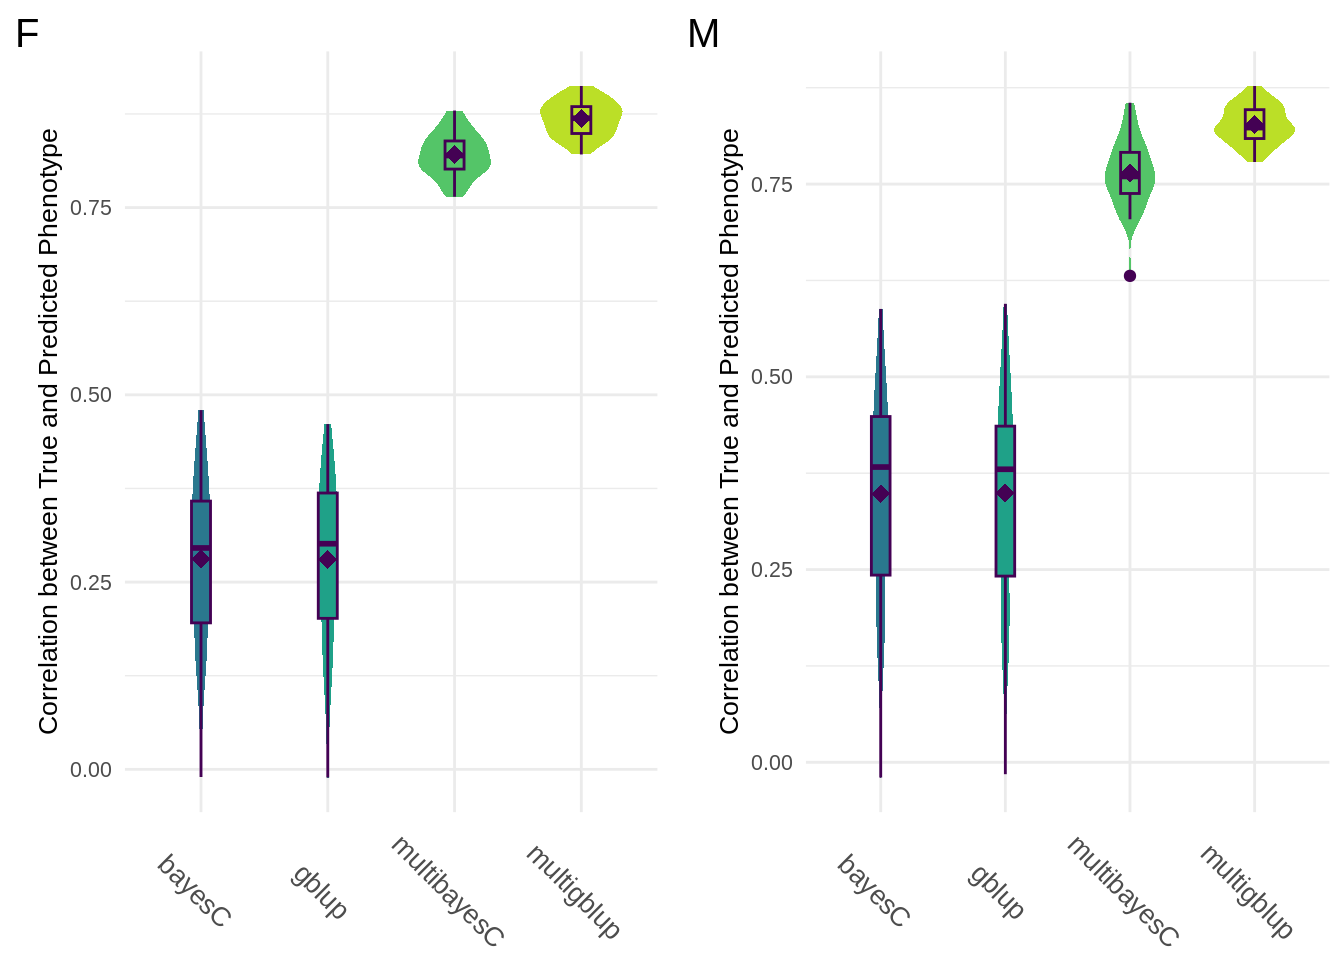 F
Correlation between True and Predicted Phenotype
0.75
0.50
0.25
0.00
bayesC
gblup
multibayesC
multigblup
M
Correlation between True and Predicted Phenotype
0.75
0.50
0.25
0.00
bayesC
gblup
multibayesC
multigblup